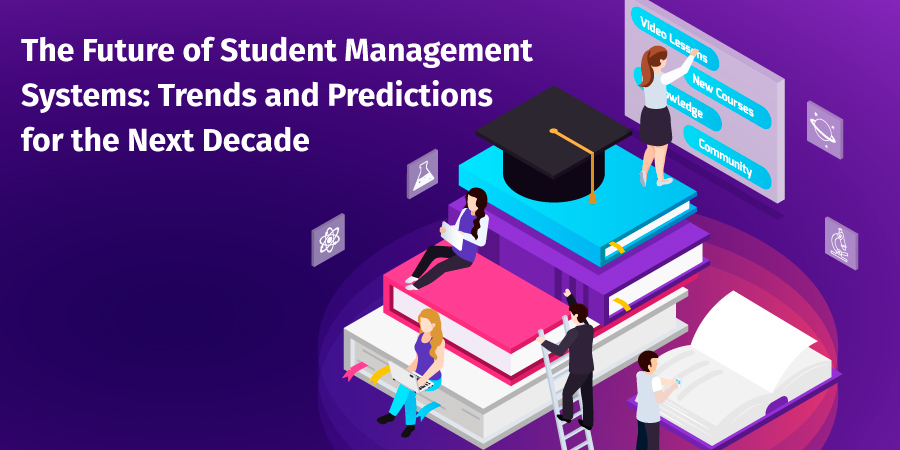 The Future of Student Management
Systems: Trends and Predictions
for the Next Decade
Video Lessons
New Courses
Community